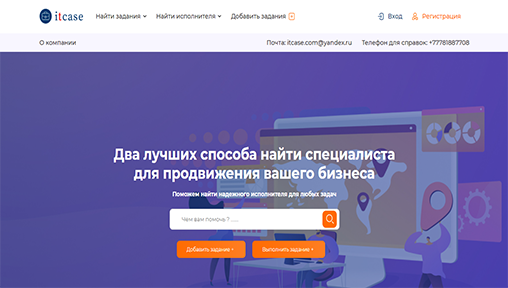 itcase
Найти задания
Найти исполнителя
Добавить задания
Вход
Регистрация
О компании
Почта: itcase.com@yandex.ru
Телефон для справок: +77781887708
Два лучших способа найти специалиста
для продвижения вашего бизнеса
Поможем найти надежного исполнителя для любых задач
Чем вам помочь ? .....
Добавить задание +
Выполнить задание +